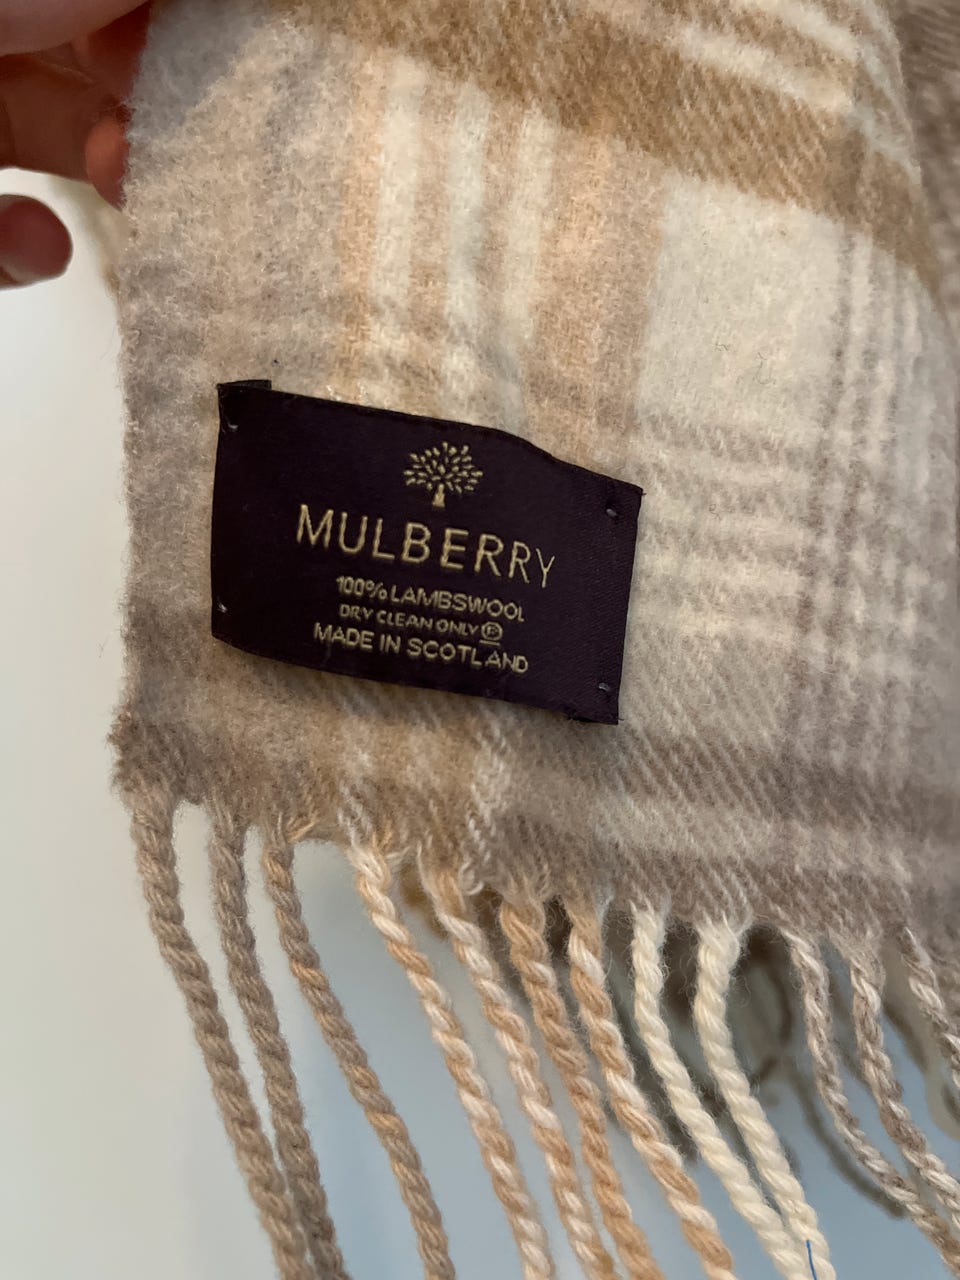 MULBERRY
100% LAMBSWOOL
DRY CLEAN ONLY Ⓟ
MADE IN SCOTLAND